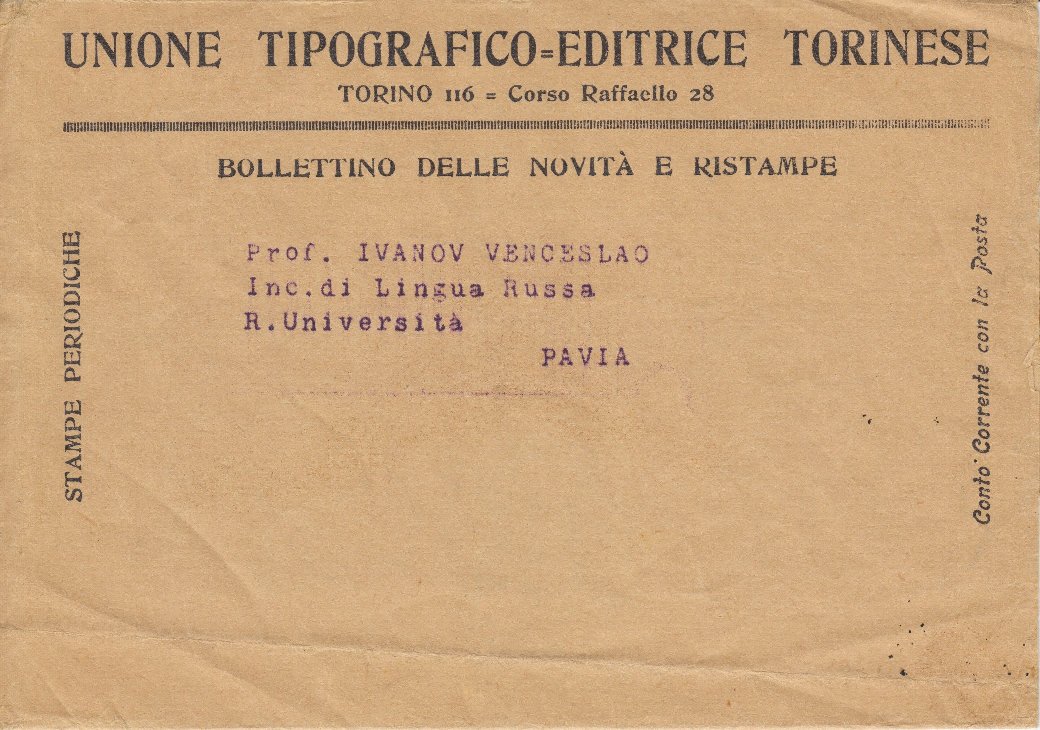 UNIONE TIPOGRAFICO=EDITRICE TORINESE
TORINO 116 = Corso Raffaello 28
BOLLETTINO DELLE NOVITÀ E RISTAMPE
STAMPE PERIODICHE
Prof. IVANOV VENCESLAO
Inc.di Lingua Russa
R.Università
PAVIA
Conto Corrente con la Posta